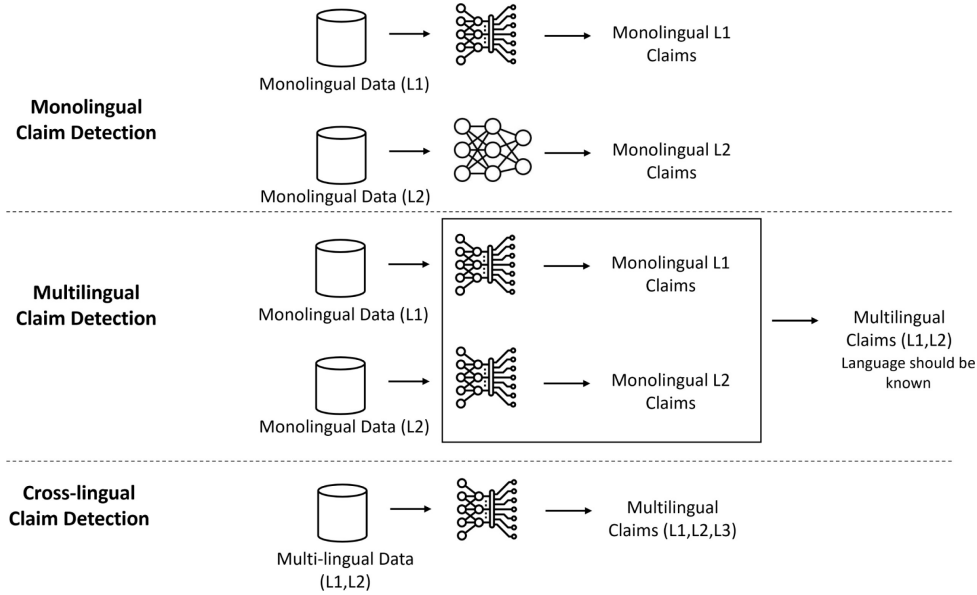 Monolingual
Claim Detection
Monolingual Data (L1)
Monolingual L1
Claims
Monolingual Data (L2)
Monolingual L2
Claims
Multilingual
Claim Detection
Monolingual Data (L1)
Monolingual L1
Claims
Monolingual Data (L2)
Monolingual L2
Claims
Multilingual
Claims (L1,L2)
Language should be
known
Cross-lingual
Claim Detection
Multi-lingual Data
(L1,L2)
Multilingual
Claims (L1,L2,L3)